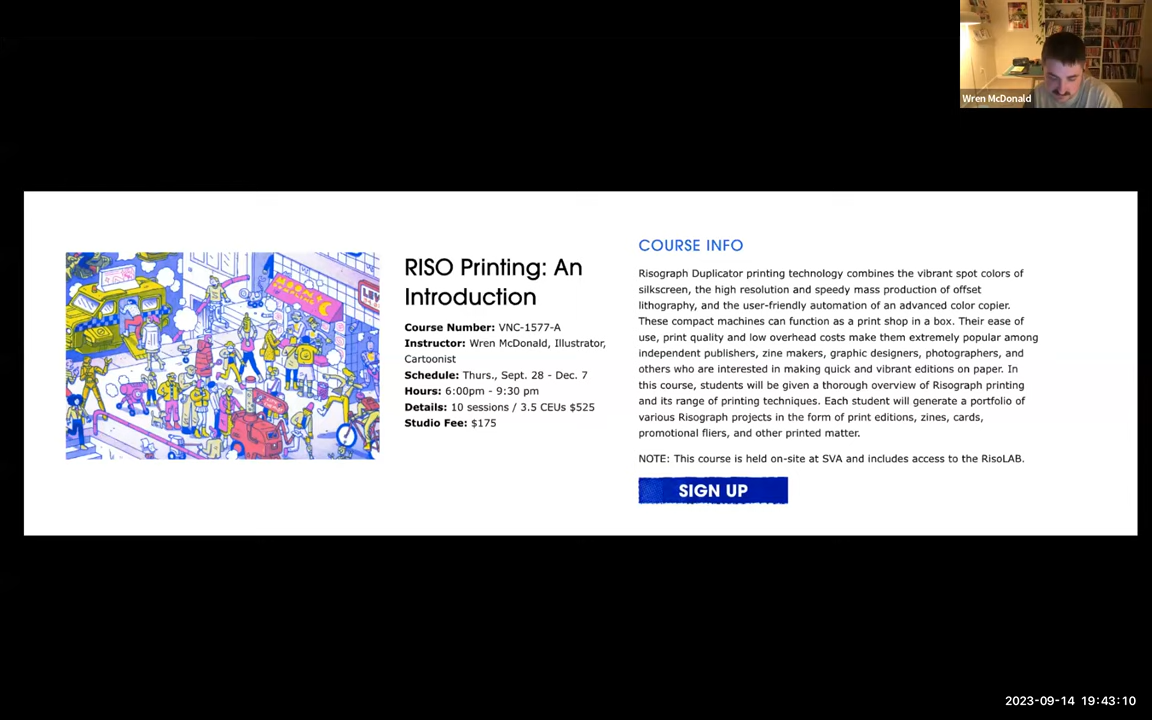 Wren McDonald
RISO Printing: An
Introduction
Course Number: VNC-1577-A
Instructor: Wren McDonald, Illustrator,
Cartoonist
Schedule: Thurs., Sept. 28 - Dec. 7
Hours: 6:00pm - 9:30 pm
Details: 10 sessions / 3.5 CEUs $525
Studio Fee: $175
COURSE INFO
Risograph Duplicator printing technology combines the vibrant spot colors of
silkscreen, the high resolution and speedy mass production of offset
lithography, and the user-friendly automation of an advanced color copier.
These compact machines can function as a print shop in a box. Their ease of
use, print quality and low overhead costs make them extremely popular among
independent publishers, zine makers, graphic designers, photographers, and
others who are interested in making quick and vibrant editions on paper. In
this course, students will be given a thorough overview of Risograph printing
and its range of printing techniques. Each student will generate a portfolio of
various Risograph projects in the form of print editions, zines, cards,
promotional fliers, and other printed matter.
NOTE: This course is held on-site at SVA and includes access to the RisoLAB.
SIGN UP
2023-09-14 19:43:10